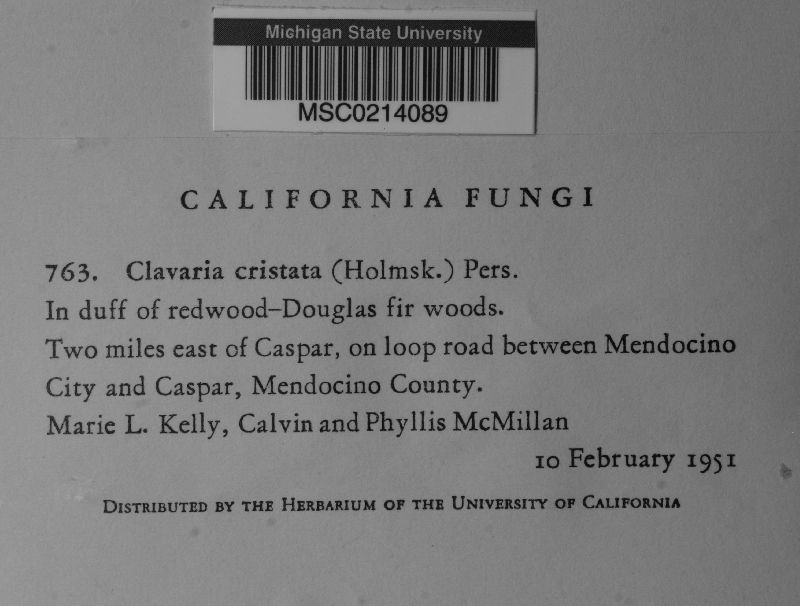 Michigan State University
MSC0214089
CALIFORNIA FUNGI
763. Clavaria cristata (Holmsk.) Pers.
In duff of redwood–Douglas fir woods.
Two miles east of Caspar, on loop road between Mendocino
City and Caspar, Mendocino County.
Marie L. Kelly, Calvin and Phyllis McMillan
10 February 1951
DISTRIBUTED BY THE HERBARIUM OF THE UNIVERSITY OF CALIFORNIA